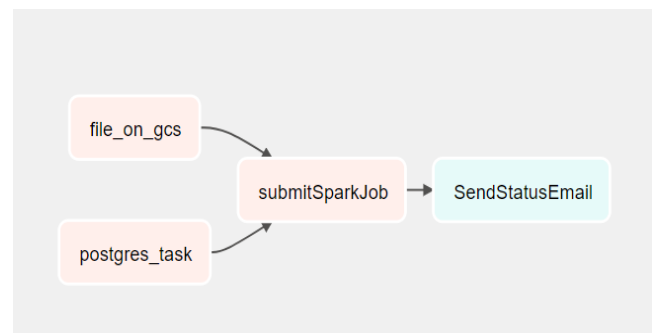 file_on_gcs
submitSparkJob
SendStatusEmail
postgres_task